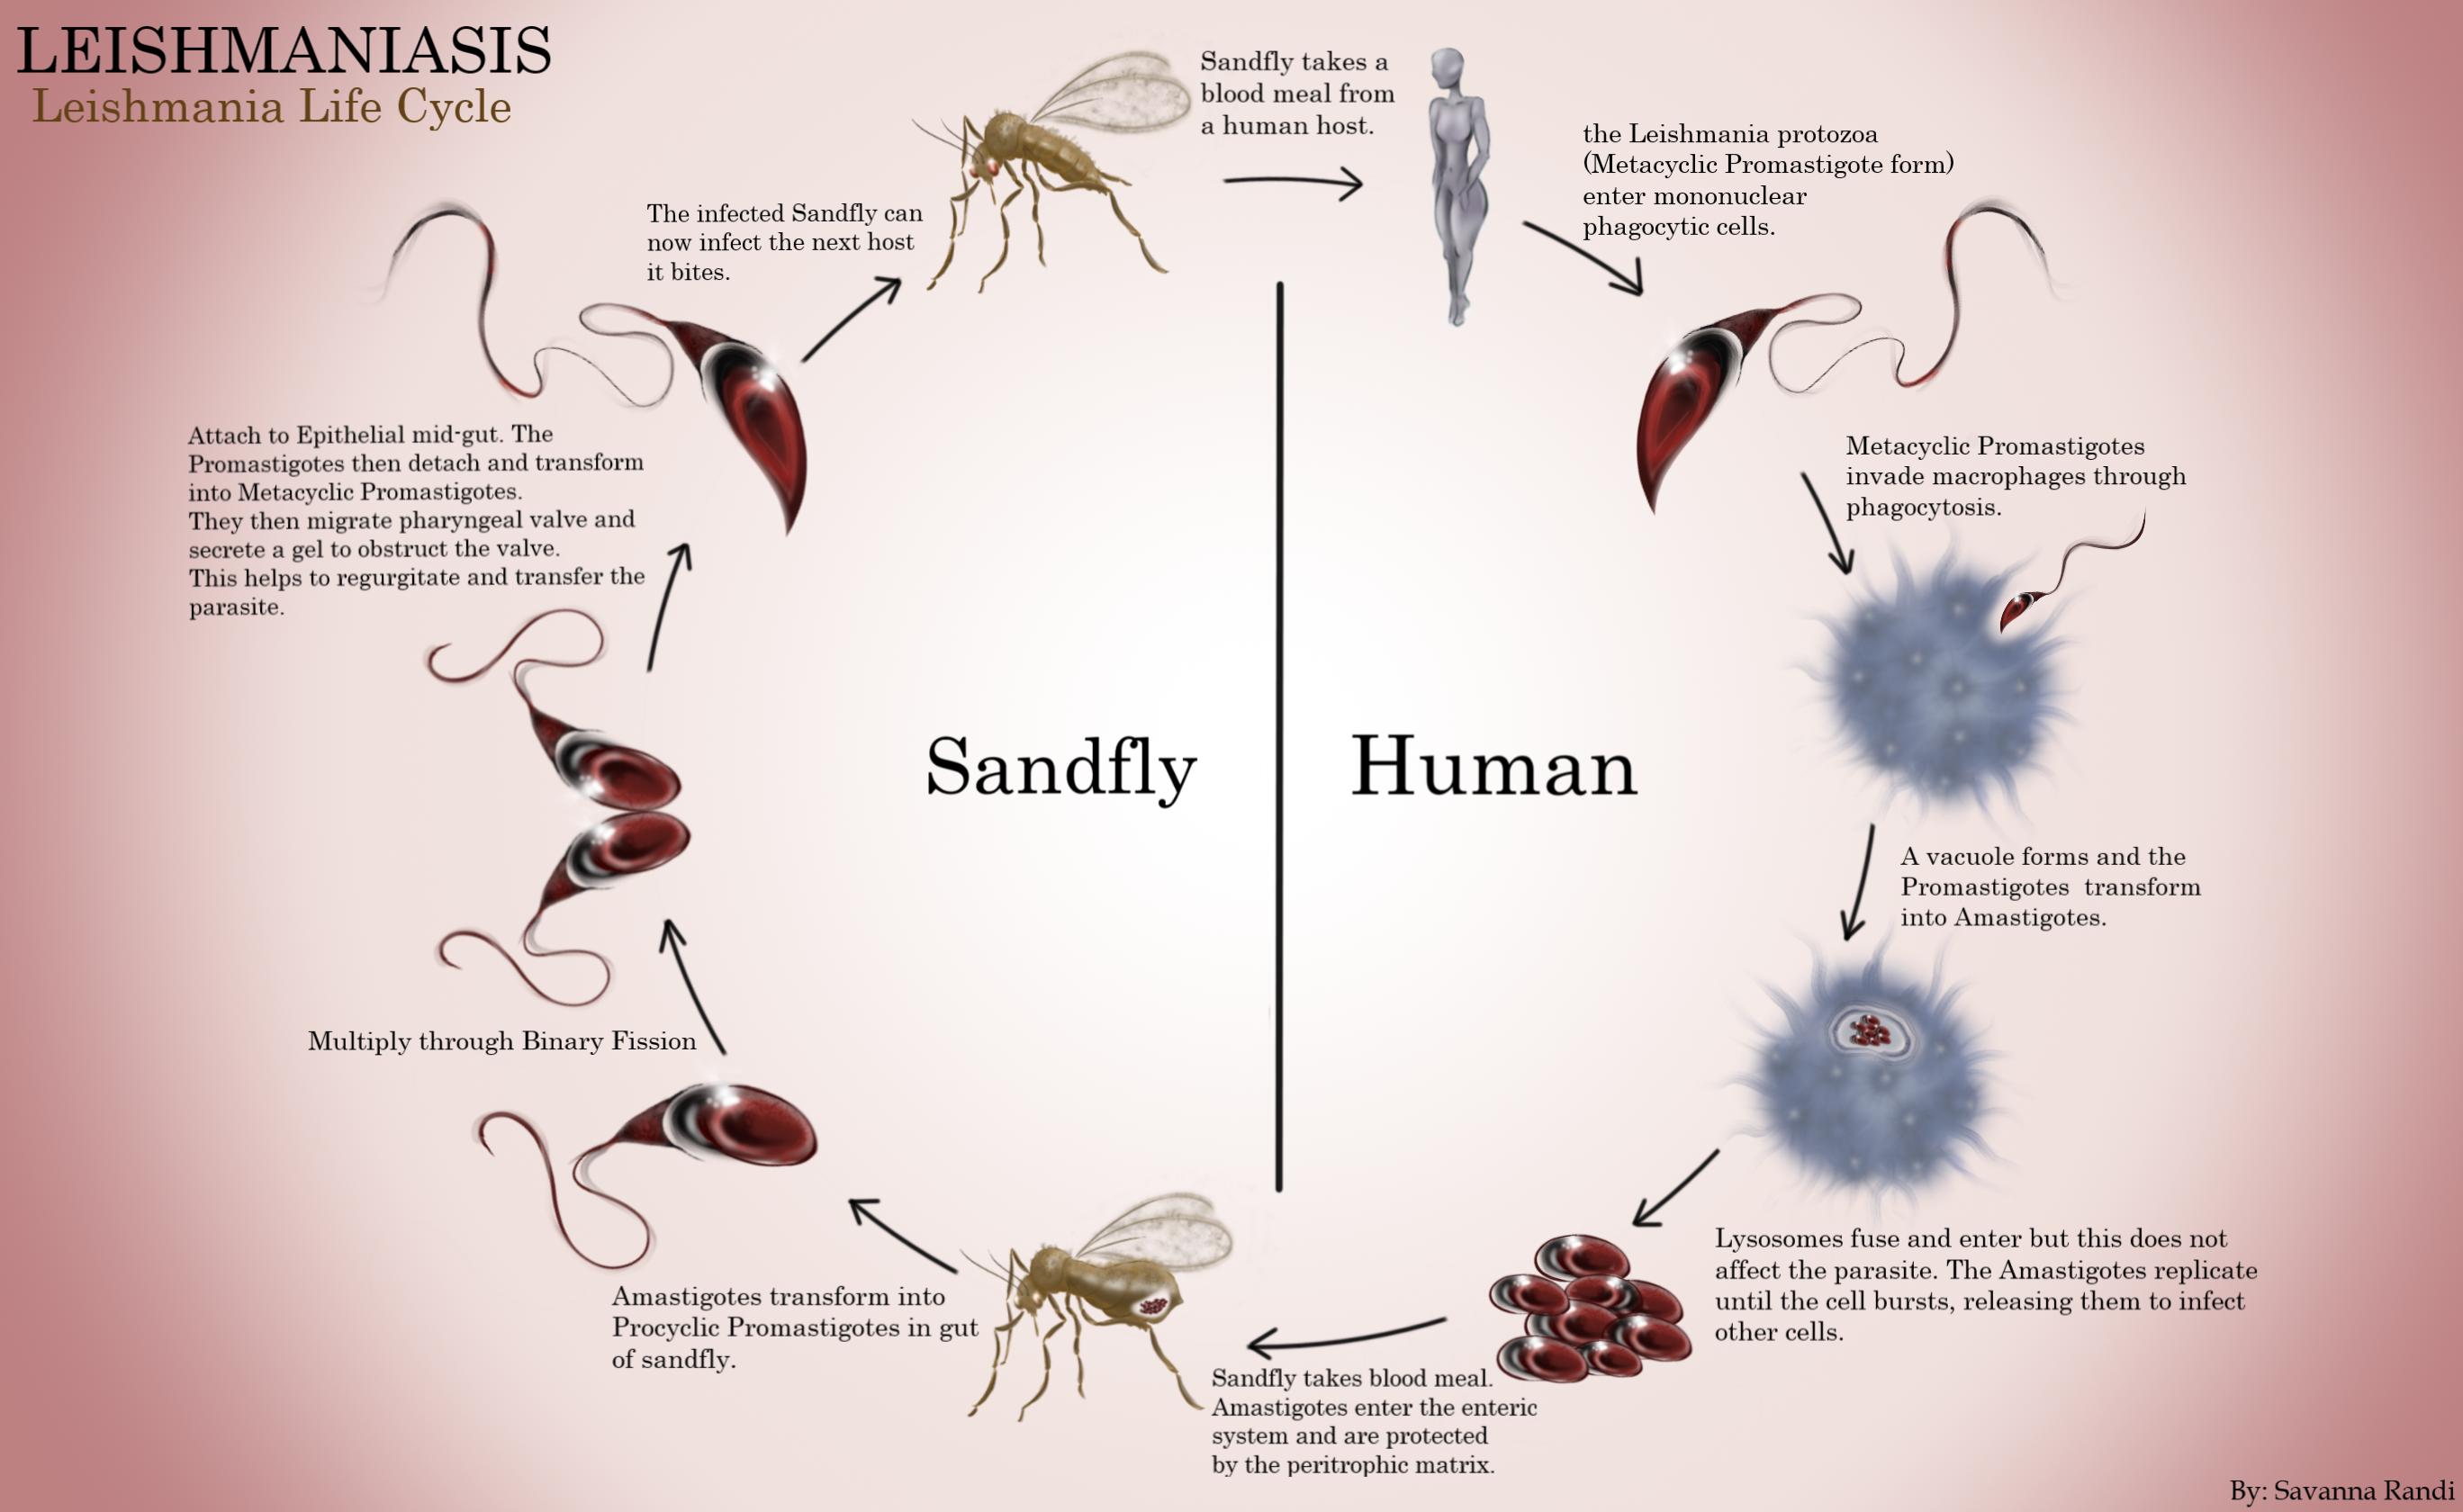 LEISHMANIASIS
Leishmania Life Cycle
Sandfly takes a
blood meal from
a human host.
the Leishmania protozoa
(Metacyclic Promastigote form)
enter mononuclear
phagocytic cells.
Metacyclic Promastigotes
invade macrophages through
phagocytosis.
A vacuole forms and the
Promastigotes transform
into Amastigotes.
Lysosomes fuse and enter but this does not
affect the parasite. The Amastigotes replicate
until the cell bursts, releasing them to infect
other cells.
Sandfly takes blood meal.
Amastigotes enter the enteric
system and are protected
by the peritrophic matrix.
Amastigotes transform into
Procyclic Promastigotes in gut
of sandfly.
Multiply through Binary Fission
Attach to Epithelial mid-gut. The
Promastigotes then detach and transform
into Metacyclic Promastigotes.
They then migrate pharyngeal valve and
secrete a gel to obstruct the valve.
This helps to regurgitate and transfer the
parasite.
The infected Sandfly can
now infect the next host
it bites.
Sandfly
Human
By: Savanna Randi